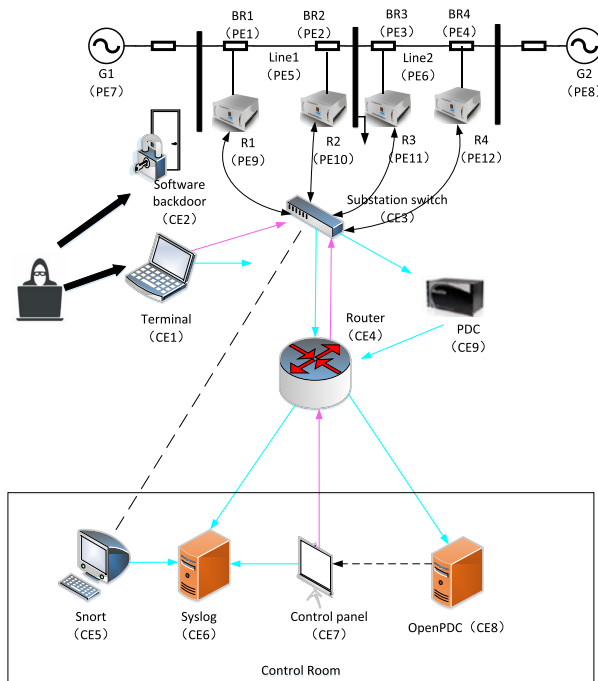 BR1
(PE1)
BR2
(PE2)
BR3
(PE3)
BR4
(PE4)
G1
(PE7)
Line1
(PE5)
Line2
(PE6)
G2
(PE8)
R1
(PE9)
R2
(PE10)
R3
(PE11)
R4
(PE12)
Software
backdoor
(CE2)
Substation switch
(CE3)
Terminal
(CE1)
Router
(CE4)
PDC
(CE9)
Snort
(CE5)
Syslog
(CE6)
Control panel
(CE7)
OpenPDC (CE8)
Control Room